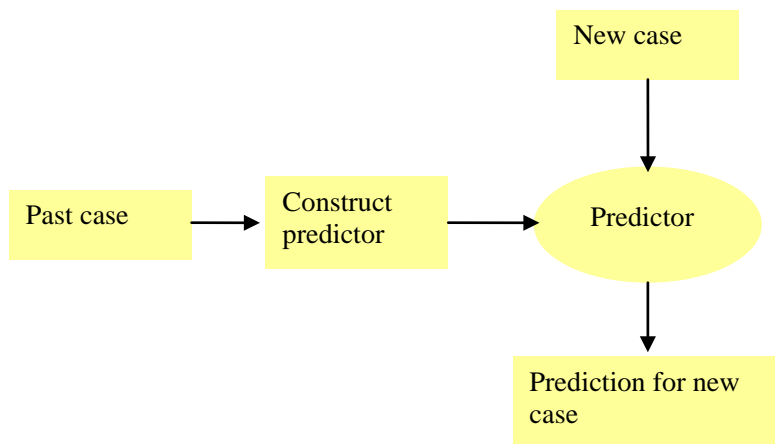 New case
Past case
Construct
predictor
Predictor
Prediction for new
case